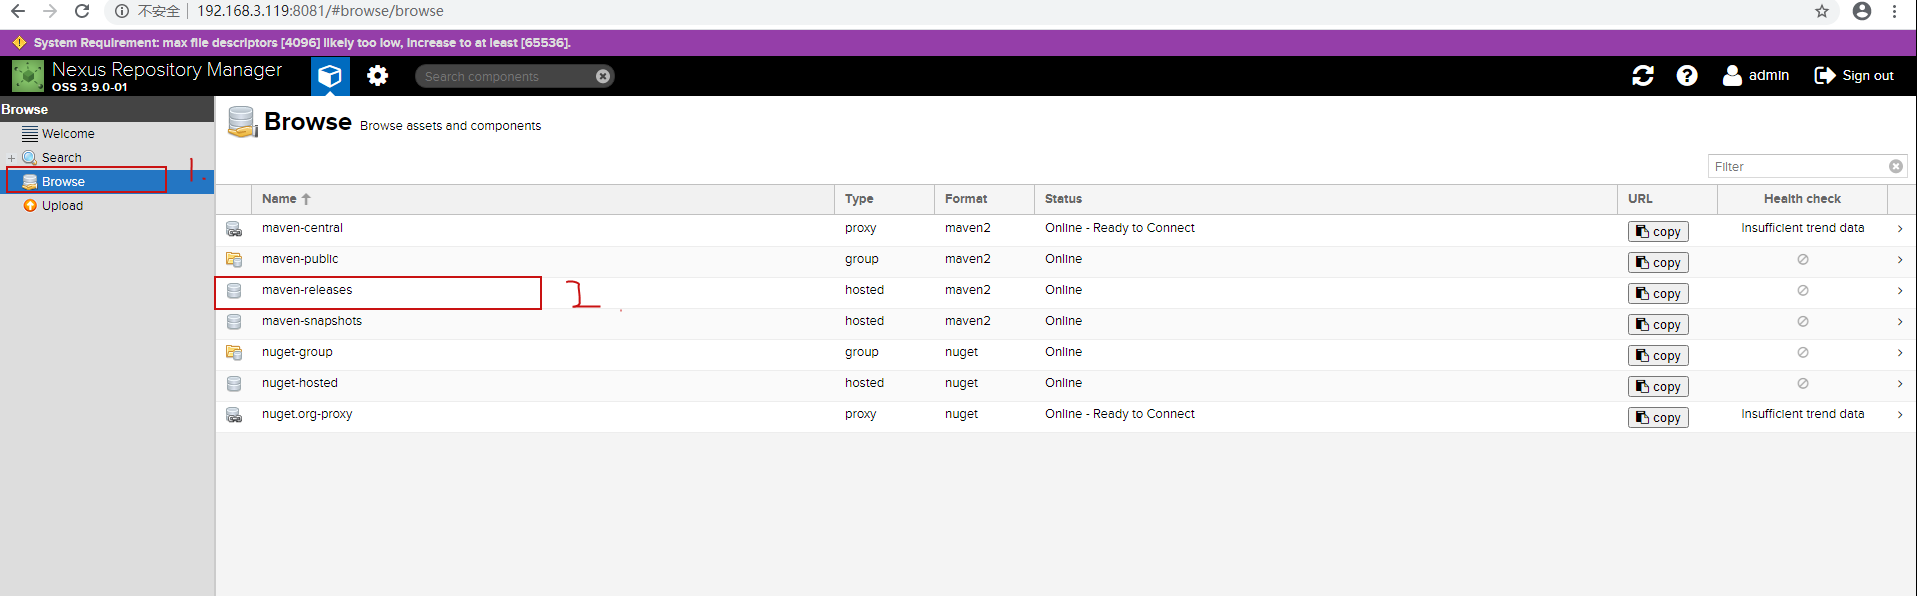 不安全 192.168.3.119:8081/#browse/browse
System Requirement: max file descriptors [4096] likely too low, increase to at least [65536].
Nexus Repository Manager
OSS 3.9.0-01
Search components
admin
Sign out
Browse
Welcome
Search
Browse
Upload
1.
Browse Browse assets and components
Filter
Name Type Format Status URL Health check
maven-central proxy maven2 Online - Ready to Connect copy Insufficient trend data
maven-public group maven2 Online copy
maven-releases hosted maven2 Online copy
2
maven-snapshots hosted maven2 Online copy
nuget-group group nuget Online copy
nuget-hosted hosted nuget Online copy
nuget.org-proxy proxy nuget Online - Ready to Connect copy Insufficient trend data